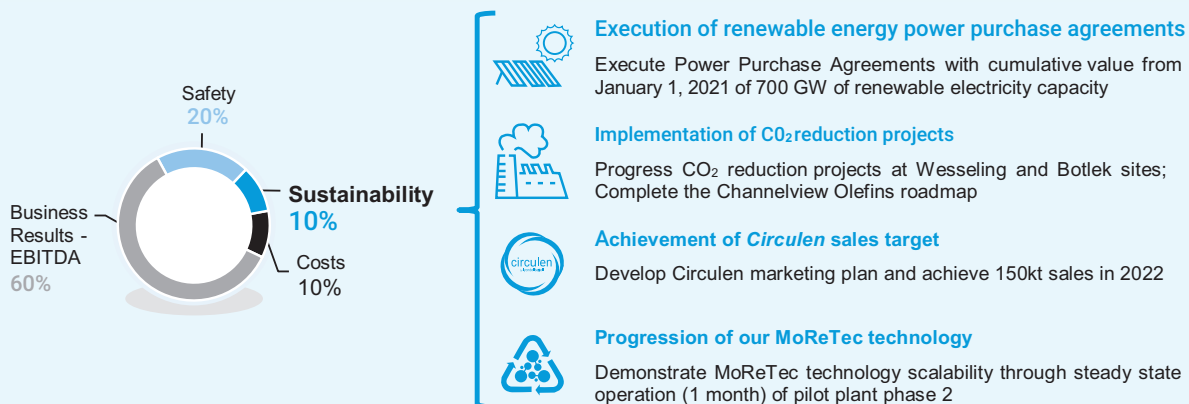 Safety
20%
Sustainability
10%
Business
Results -
EBITDA
60%
Costs
10%
Execution of renewable energy power purchase agreements
Execute Power Purchase Agreements with cumulative value from
January 1, 2021 of 700 GW of renewable electricity capacity
Implementation of C0₂ reduction projects
Progress CO₂ reduction projects at Wesseling and Botlek sites;
Complete the Channelview Olefins roadmap
circulen
Achievement of Circulen sales target
Develop Circulen marketing plan and achieve 150kt sales in 2022
Progression of our MoReTec technology
Demonstrate MoReTec technology scalability through steady state
operation (1 month) of pilot plant phase 2